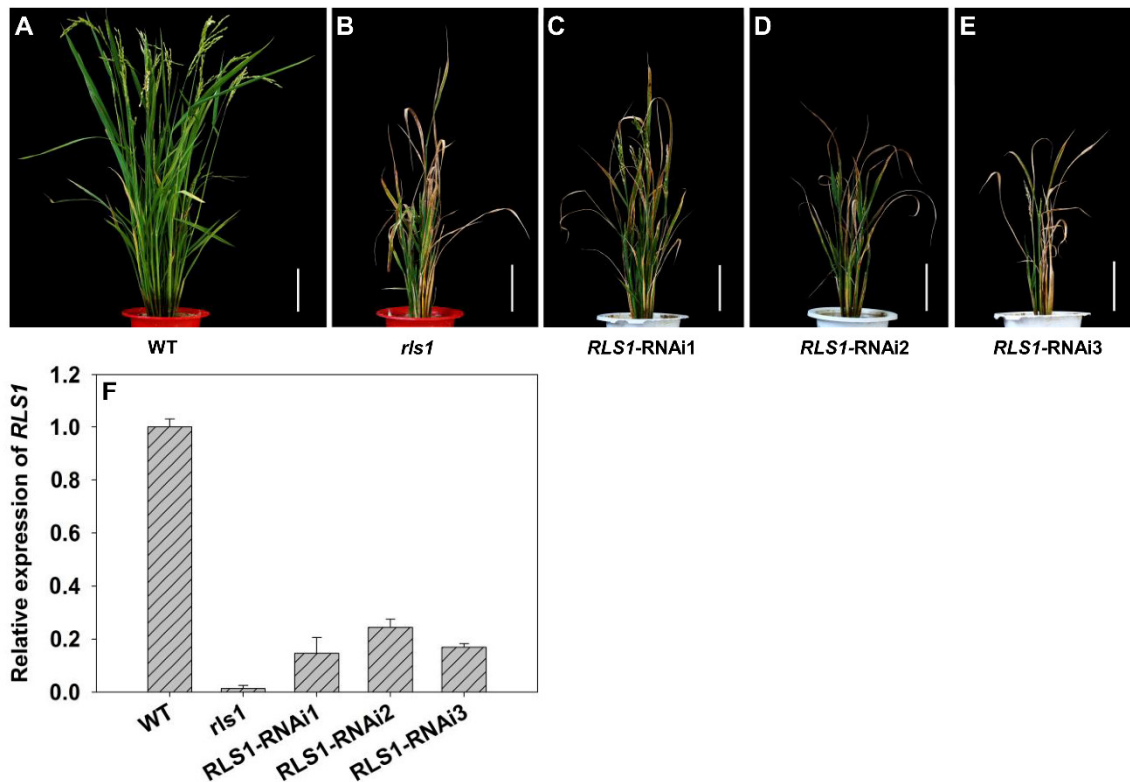 A
B
C
D
E
WT
rls1
RLS1-RNAi1
RLS1-RNAi2
RLS1-RNAi3
F
Relative expression of RLS1
1.2
1.0
0.8
0.6
0.4
0.2
0.0
WT
rls1
RLS1-RNAi1
RLS1-RNAi2
RLS1-RNAi3